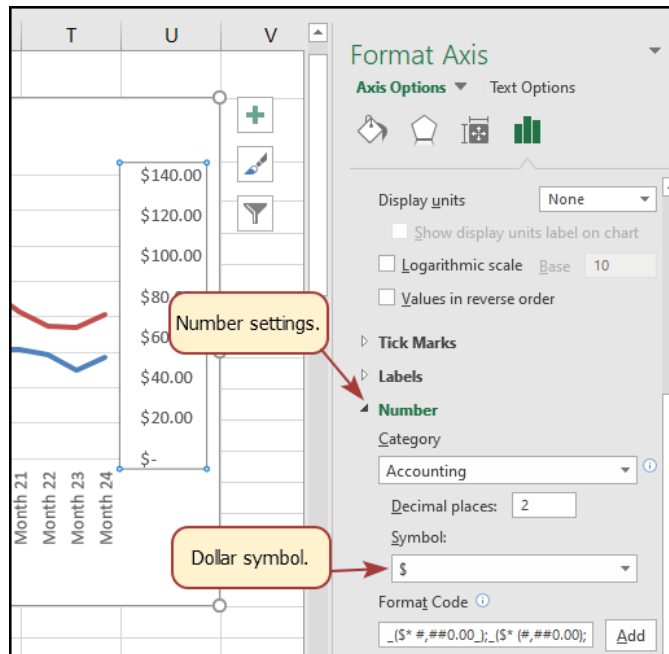 T U V
$140.00
$120.00
$100.00
$80.
$60
$40.00
$20.00
$-
Month 21
Month 22
Month 23
Month 24
Number settings.
Dollar symbol.
Format Axis
Axis Options Text Options
Display units None
Show display units label on chart
Logarithmic scale Base 10
Values in reverse order
Tick Marks
Labels
Number
Category
Accounting
Decimal places: 2
Symbol:
$
Format Code
_($* #,##0.00_);_($* (#,##0.00); Add